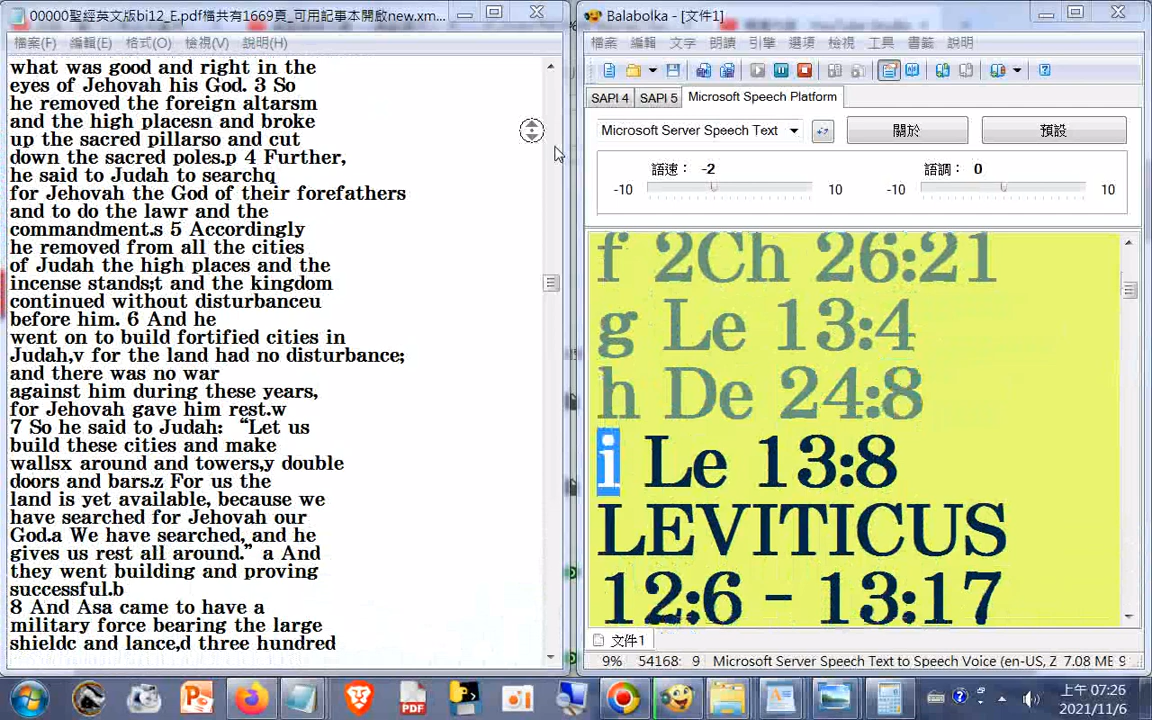 00000聖經英文版bi12_E.pdf檔共有1669頁_可用記事本開啟new.xm...
檔案(F) 編輯(E) 格式(O) 檢視(V) 說明(H)
what was good and right in the
eyes of Jehovah his God. 3 So
he removed the foreign altarsm
and the high placesn and broke
up the sacred pillarso and cut
down the sacred poles.p 4 Further,
he said to Judah to searchq
for Jehovah the God of their forefathers
and to do the lawr and the
commandment.s 5 Accordingly
he removed from all the cities
of Judah the high places and the
incense stands;t and the kingdom
continued without disturbanceu
before him. 6 And he
went on to build fortified cities in
Judah,v for the land had no disturbance;
and there was no war
against him during these years,
for Jehovah gave him rest.w
7 So he said to Judah: “Let us
build these cities and make
wallsx around and towers,y double
doors and bars.z For us the
land is yet available, because we
have searched for Jehovah our
God.a We have searched, and he
gives us rest all around.” a And
they went building and proving
successful.b
8 And Asa came to have a
military force bearing the large
shieldc and lance,d three hundred
Balabolka - [文件1]
檔案 編輯 文字 朗讀 引擎 選項 檢視 工具 書籤 說明
SAPI 4 SAPI 5 Microsoft Speech Platform
Microsoft Server Speech Text 關於 預設
語速: -2 語調: 0
-10 10 -10 10
f 2Ch 26:21
g Le 13:4
h De 24:8
i Le 13:8
LEVITICUS
12:6 - 13:17
文件1
9% 54168: 9 Microsoft Server Speech Text to Speech Voice (en-US, Z 7.08 MB 9
上午 07:26
2021/11/6